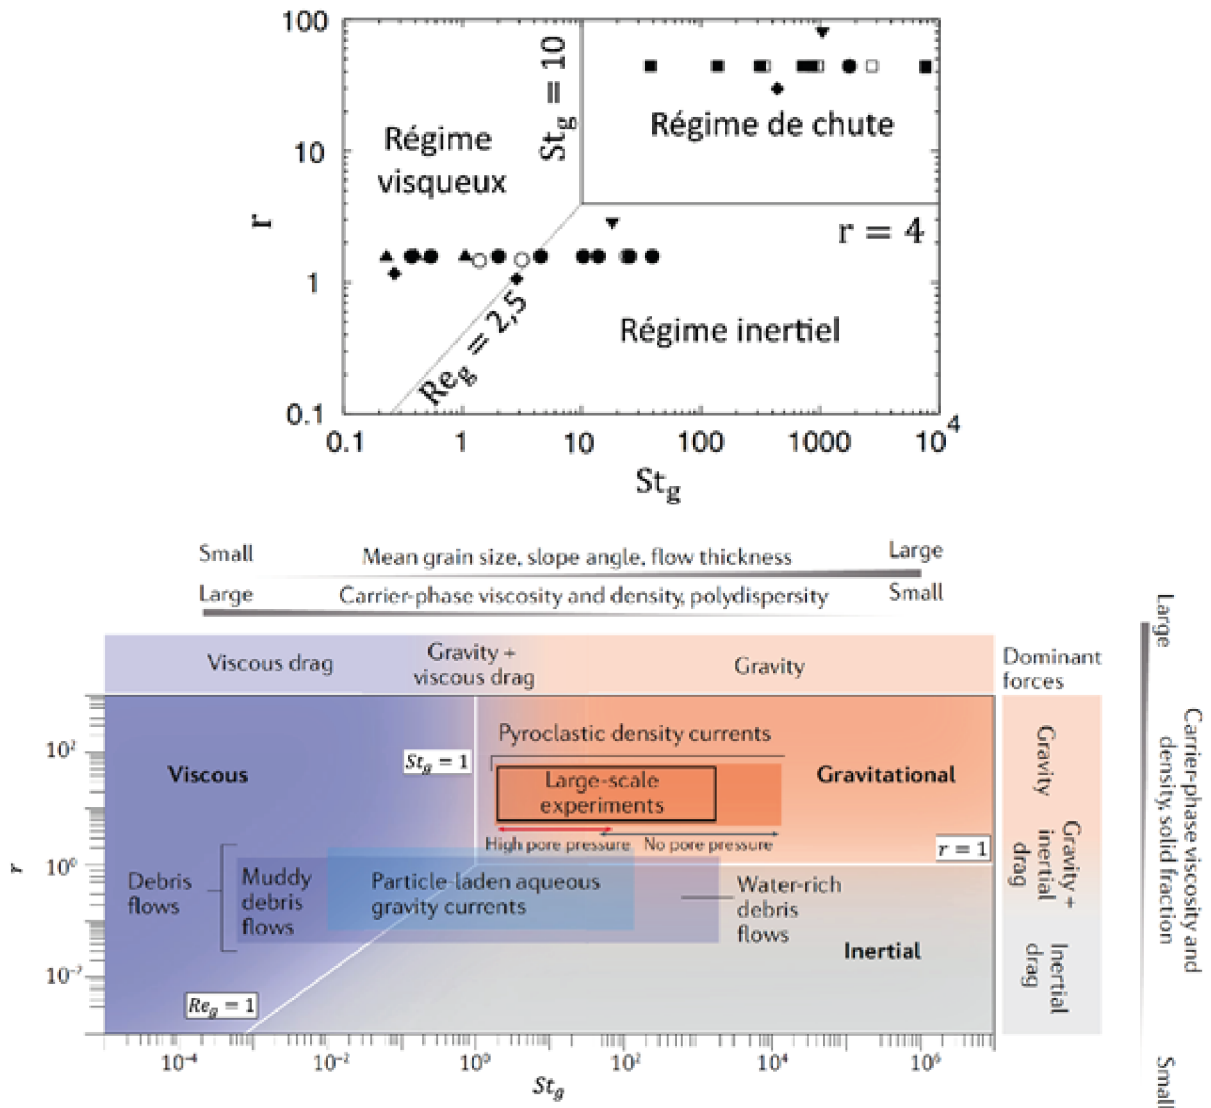 100
10
1
0.1
r
Régime
visqueux
St_g = 10
Régime de chute
r = 4
Re_g = 2,5
Régime inertiel
0.1 1 10 100 1000 10^4
St_g
Small Mean grain size, slope angle, flow thickness Large
Large Carrier-phase viscosity and density, polydispersity Small
Viscous drag
Gravity +
viscous drag
Gravity
Dominant
forces
10^2
10^0
10^-2
r
Viscous
St_g = 1
Pyroclastic density currents
Large-scale
experiments
High pore pressure No pore pressure
Gravitational
r = 1
Debris
flows
Muddy
debris
flows
Particle-laden aqueous
gravity currents
Water-rich
debris
flows
Inertial
Re_g = 1
10^-4 10^-2 10^0 10^2 10^4 10^6
St_g
Gravity
Gravity +
inertial
drag
Inertial
drag
Large
Carrier-phase viscosity and
density, solid fraction
Small